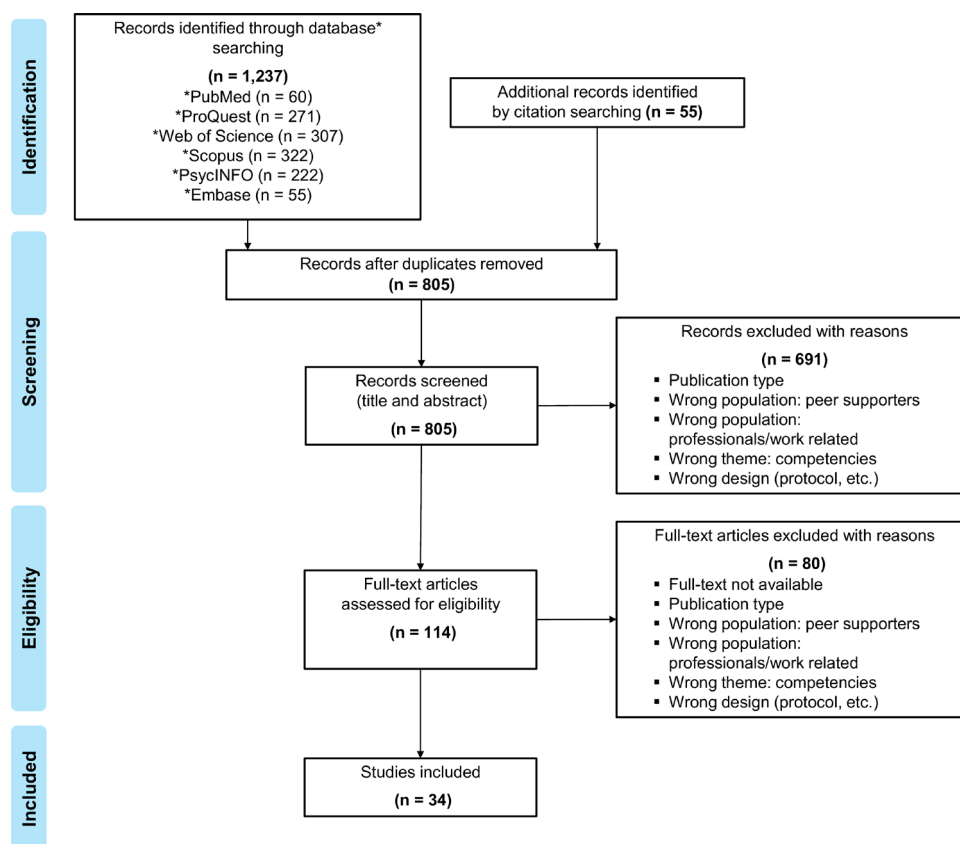 Identification
Records identified through database*
searching
(n = 1,237)
*PubMed (n = 60)
*ProQuest (n = 271)
*Web of Science (n = 307)
*Scopus (n = 322)
*PsycINFO (n = 222)
*Embase (n = 55)
Additional records identified
by citation searching (n = 55)
Screening
Records after duplicates removed
(n = 805)
Records screened
(title and abstract)
(n = 805)
Records excluded with reasons
(n = 691)
▪ Publication type
▪ Wrong population: peer supporters
▪ Wrong population:
professionals/work related
▪ Wrong theme: competencies
▪ Wrong design (protocol, etc.)
Eligibility
Full-text articles
assessed for eligibility
(n = 114)
Full-text articles excluded with reasons
(n = 80)
▪ Full-text not available
▪ Publication type
▪ Wrong population: peer supporters
▪ Wrong population:
professionals/work related
▪ Wrong theme: competencies
▪ Wrong design (protocol, etc.)
Included
Studies included
(n = 34)